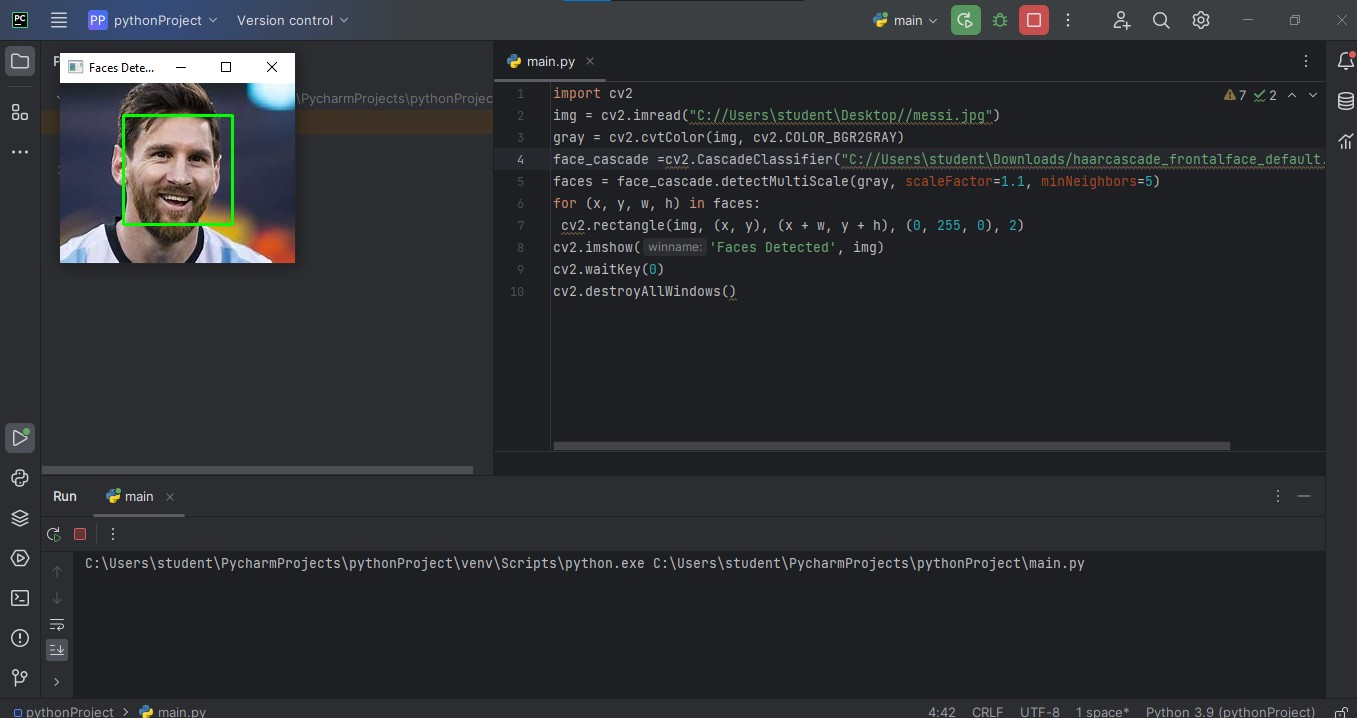 PC
PP pythonProject
Version control
main
Faces Dete...
P
\PycharmProjects\pythonProjec
main.py
7 2
1 import cv2
2 img = cv2.imread("C://Users\student\Desktop//messi.jpg")
3 gray = cv2.cvtColor(img, cv2.COLOR_BGR2GRAY)
4 face_cascade =cv2.CascadeClassifier("C://Users\student\Downloads/haarcascade_frontalface_default.
5 faces = face_cascade.detectMultiScale(gray, scaleFactor=1.1, minNeighbors=5)
6 for (x, y, w, h) in faces:
7 cv2.rectangle(img, (x, y), (x + w, y + h), (0, 255, 0), 2)
8 cv2.imshow( winname: 'Faces Detected', img)
9 cv2.waitKey(0)
10 cv2.destroyAllWindows()
Run main
C:\Users\student\PycharmProjects\pythonProject\venv\Scripts\python.exe C:\Users\student\PycharmProjects\pythonProject\main.py
pythonProject > main.py
4:42 CRLF UTF-8 1 space* Python 3.9 (pythonProject)